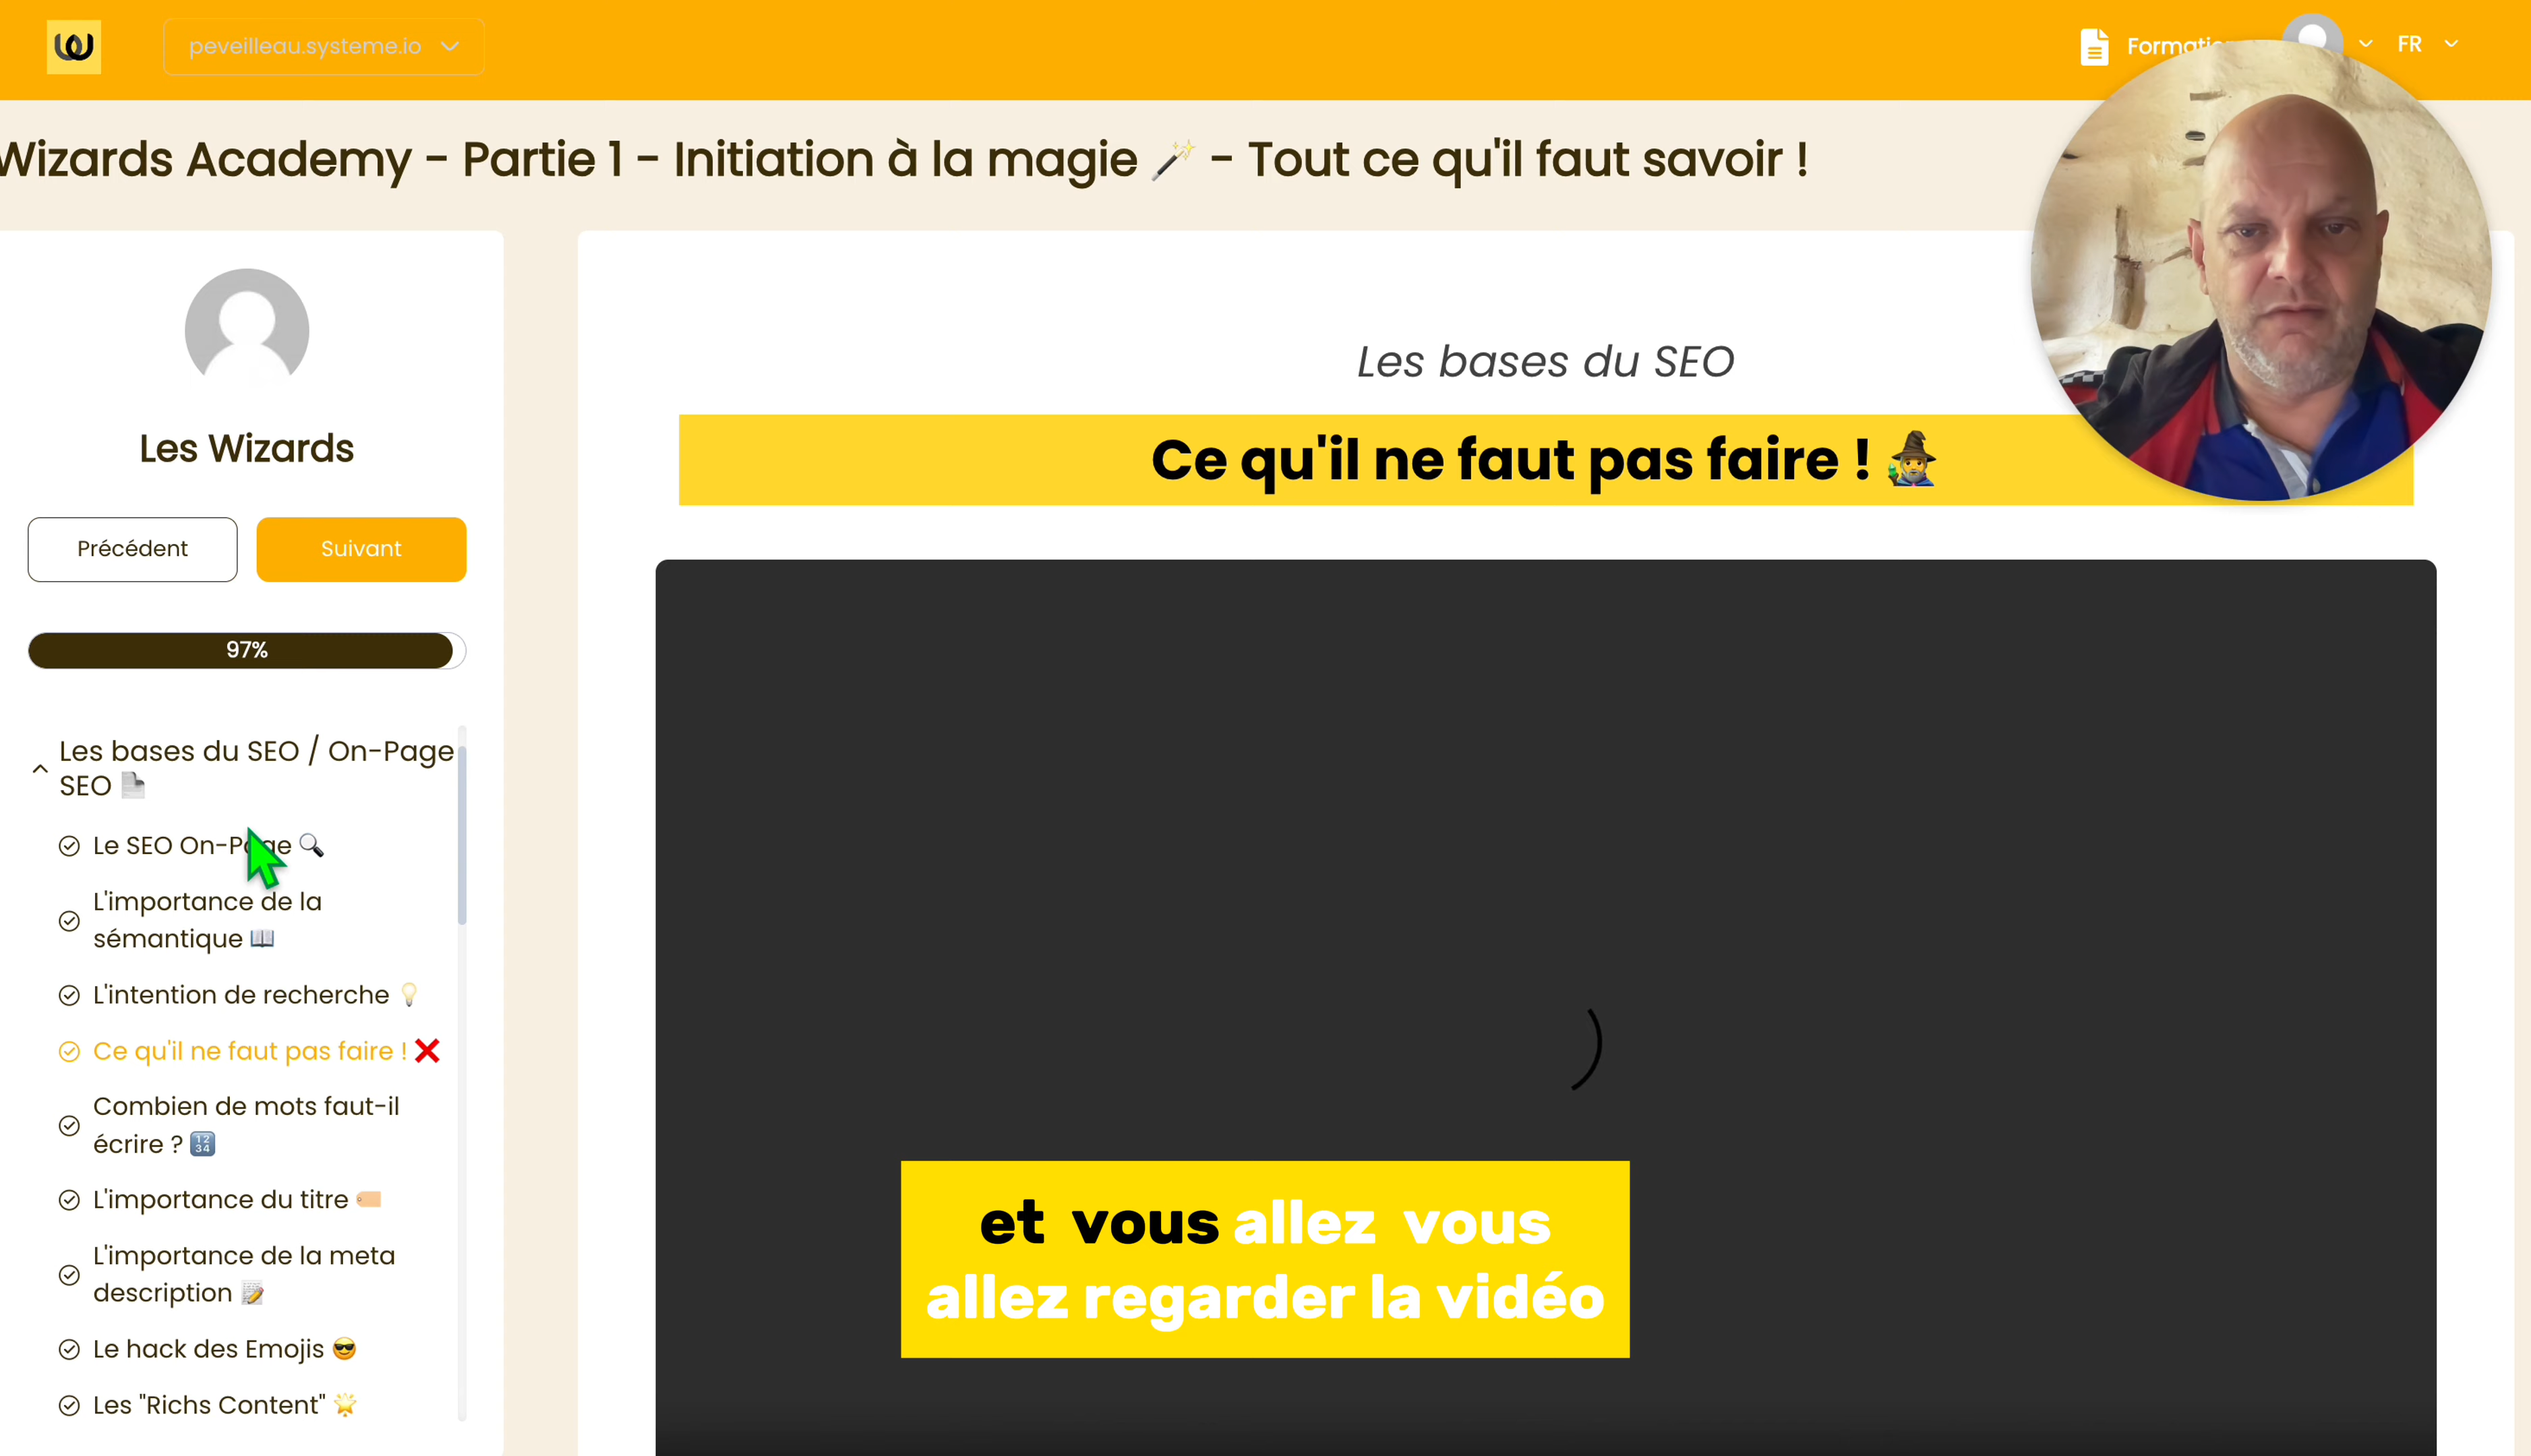 peveilleau.systeme.io
FR
Wizards Academy - Partie 1 - Initiation à la magie 🪄 - Tout ce qu'il faut savoir !
Les Wizards
Précédent
Suivant
97%
Les bases du SEO / On-Page
SEO
Le SEO On-Page 🔍
L'importance de la
sémantique 📖
L'intention de recherche 💡
Ce qu'il ne faut pas faire ! ❌
Combien de mots faut-il
écrire ? 🔢
L'importance du titre 🏷️
L'importance de la meta
description 📝
Le hack des Emojis 😎
Les "Richs Content" 🌟
Les bases du SEO
Ce qu'il ne faut pas faire !
et vous allez vous
allez regarder la vidéo